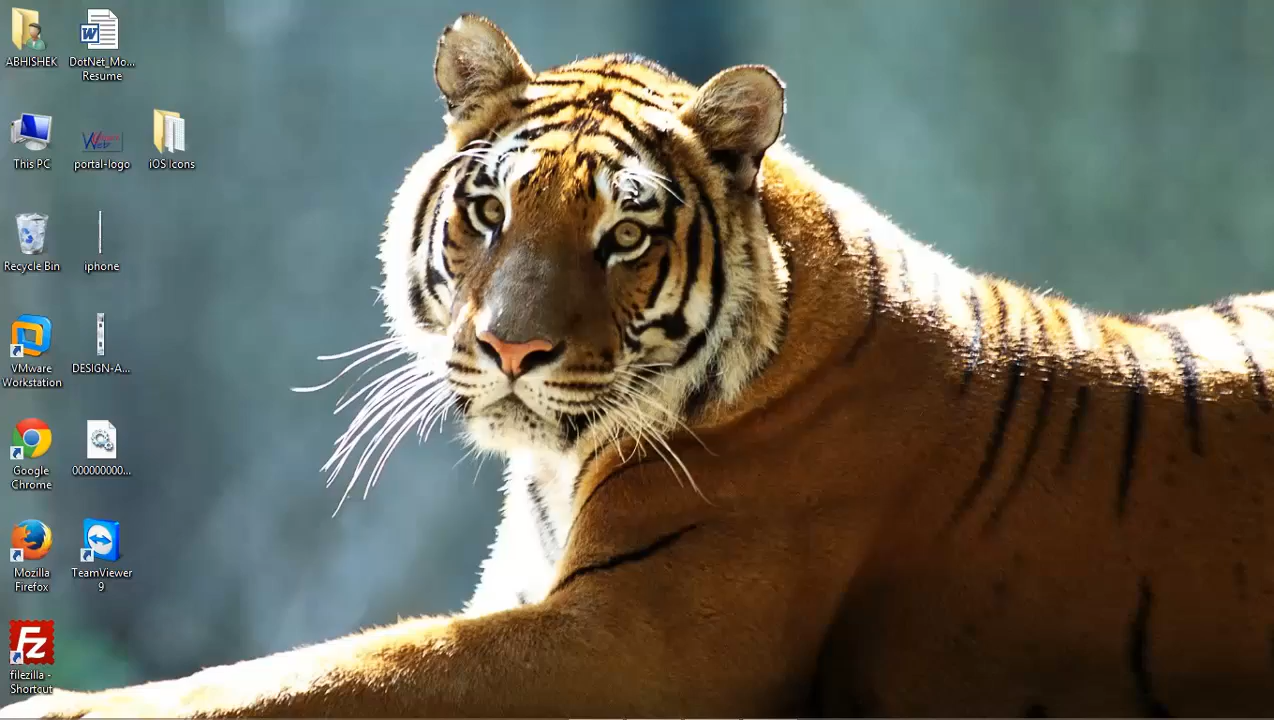 ABHISHEK
DotNet_Mo...
Resume
This PC
portal-logo
iOS Icons
Recycle Bin
iphone
VMware
Workstation
DESIGN-A...
Google
Chrome
000000000...
Mozilla
Firefox
TeamViewer
9
filezilla -
Shortcut